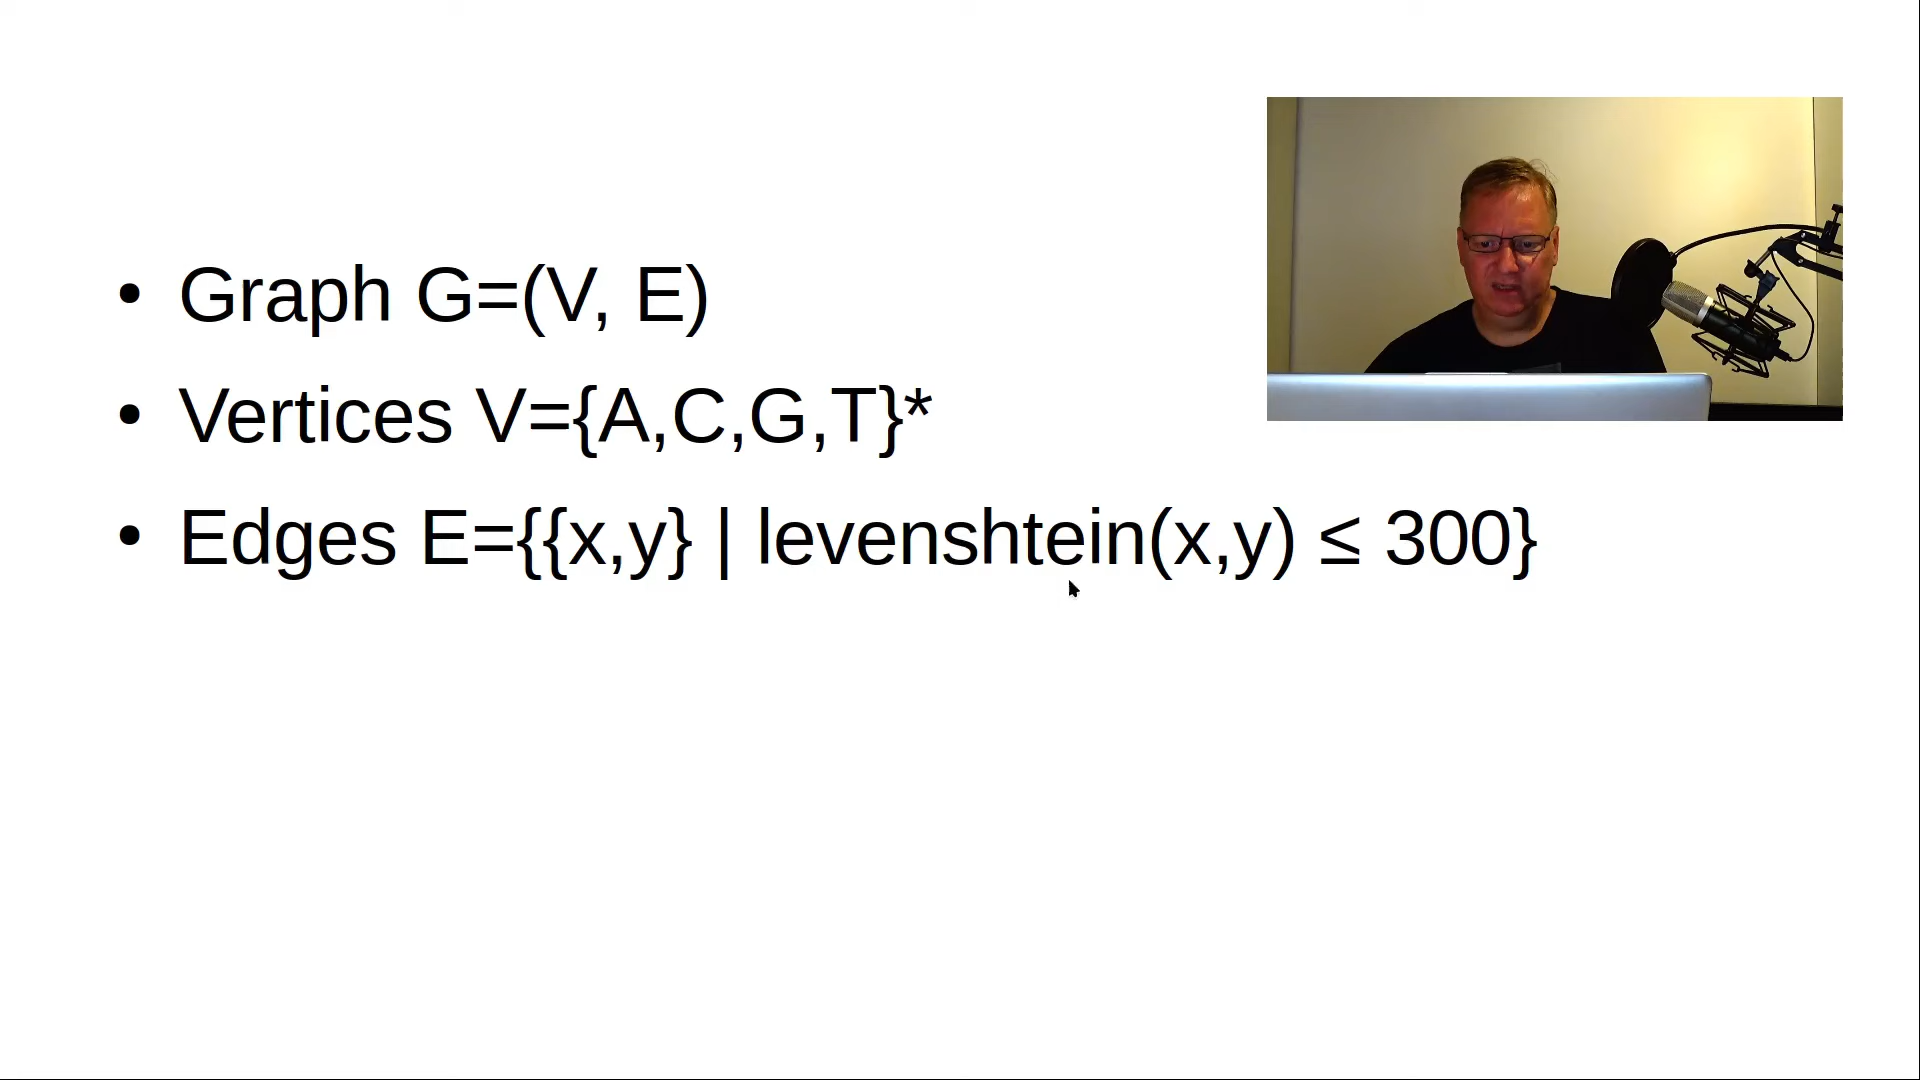 • Graph G=(V, E)
• Vertices V={A,C,G,T}*
• Edges E={{x,y} | levenshtein(x,y) ≤ 300}